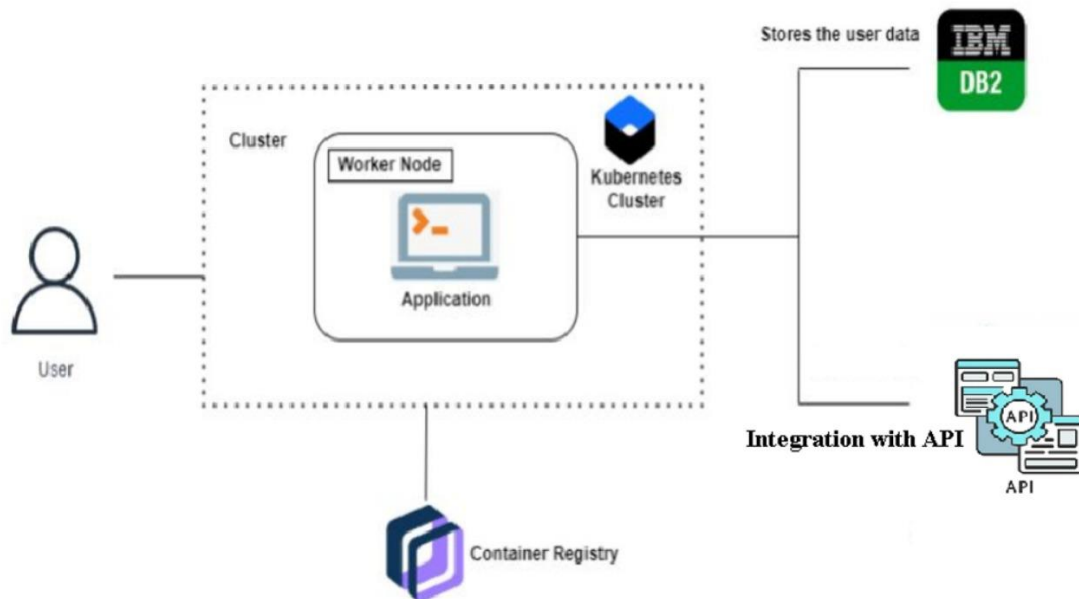 Stores the user data
IBM
DB2
Cluster
Worker Node
Kubernetes
Cluster
Application
User
API
Integration with API
API
Container Registry